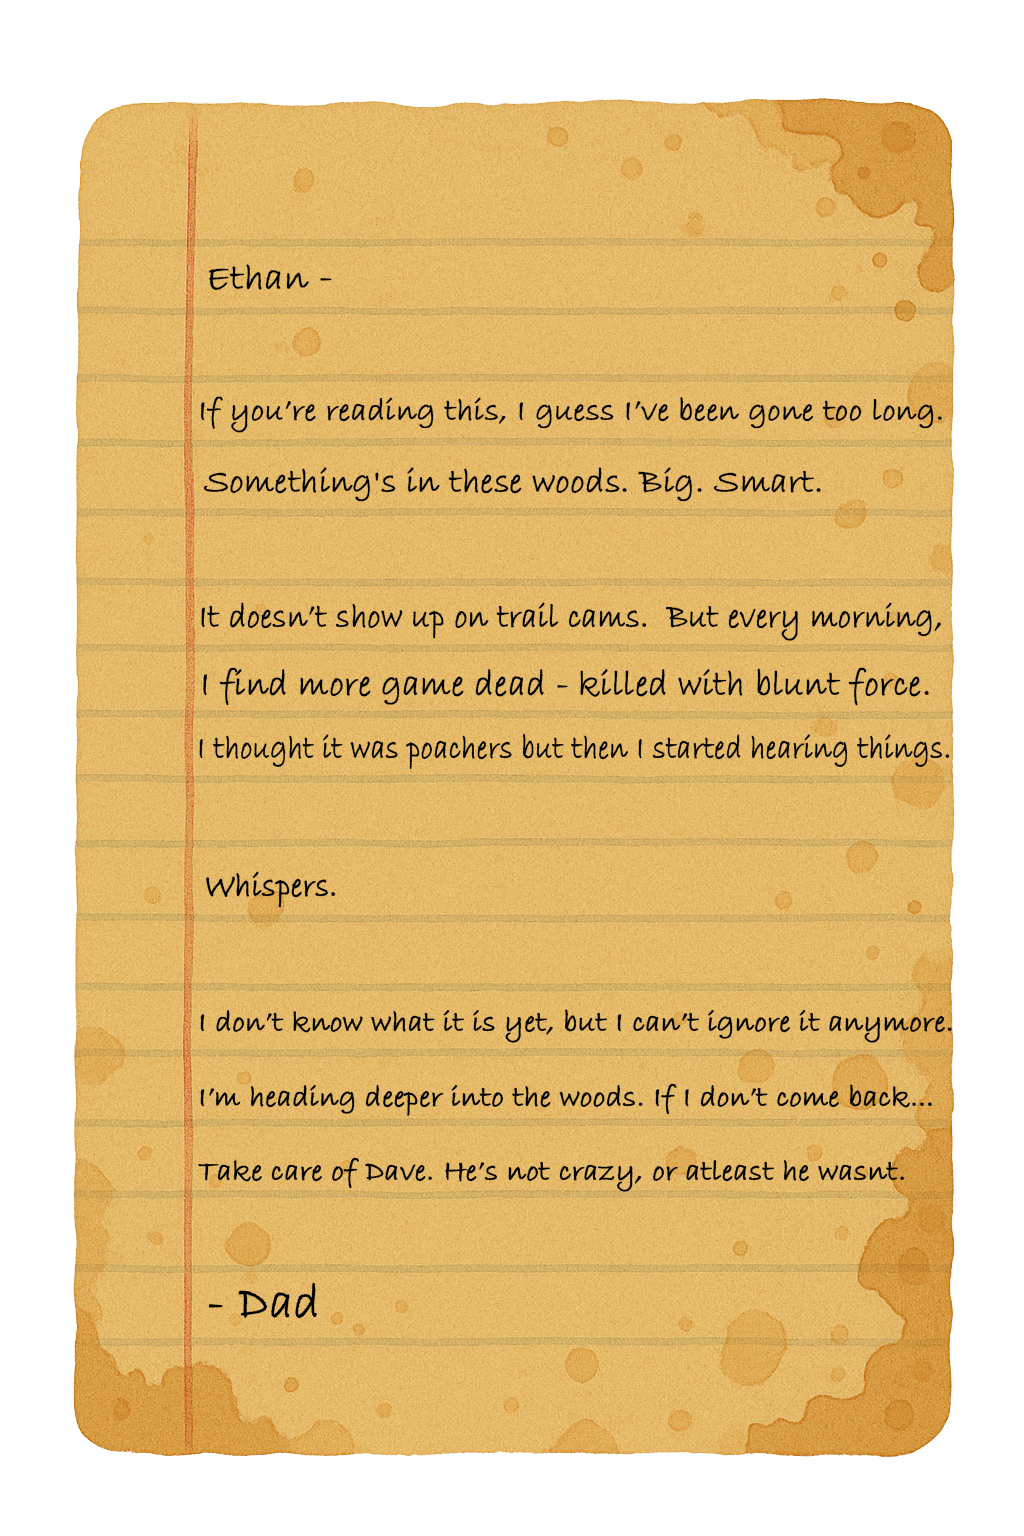 Ethan -
If you’re reading this, I guess I’ve been gone too long.
Something's in these woods. Big. Smart.
It doesn’t show up on trail cams. But every morning,
I find more game dead - killed with blunt force.
I thought it was poachers but then I started hearing things.
Whispers.
I don’t know what it is yet, but I can’t ignore it anymore.
I’m heading deeper into the woods. If I don’t come back...
Take care of Dave. He’s not crazy, or atleast he wasnt.
- Dad